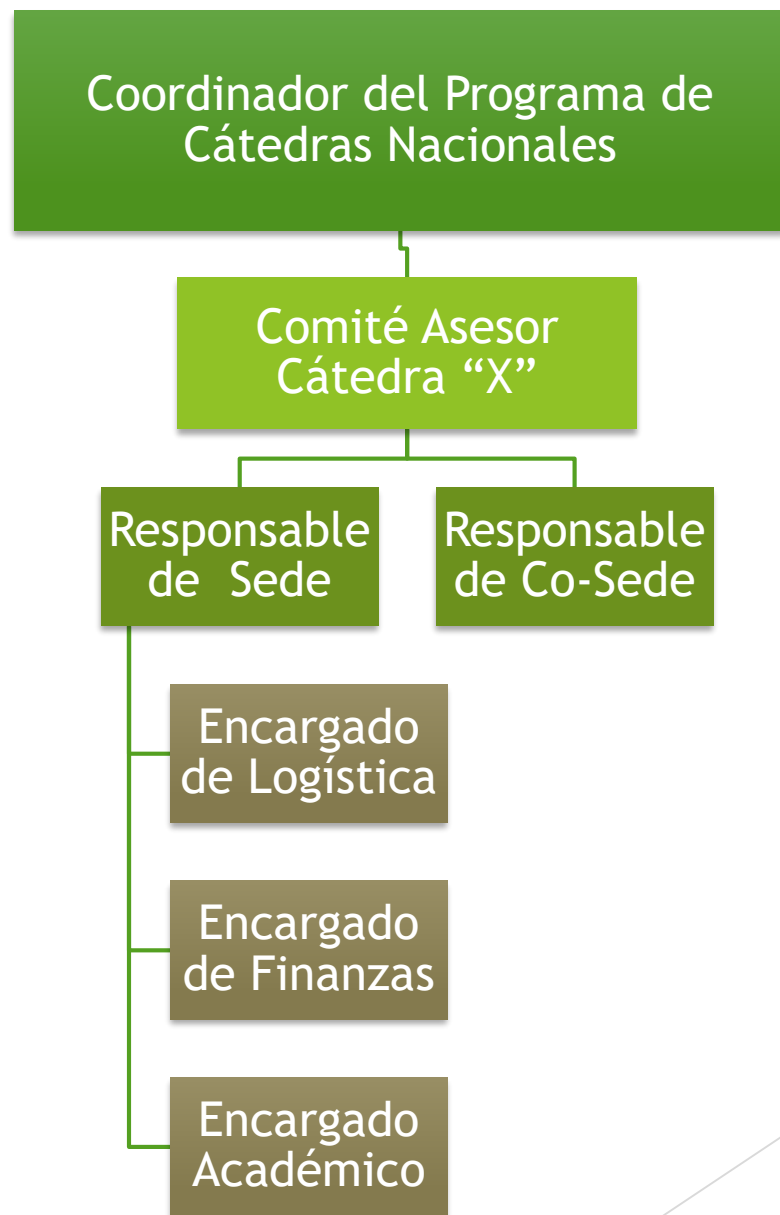 Coordinador del Programa de
Cátedras Nacionales
Comité Asesor
Cátedra “X”
Responsable
de Sede
Responsable
de Co-Sede
Encargado
de Logística
Encargado
de Finanzas
Encargado
Académico